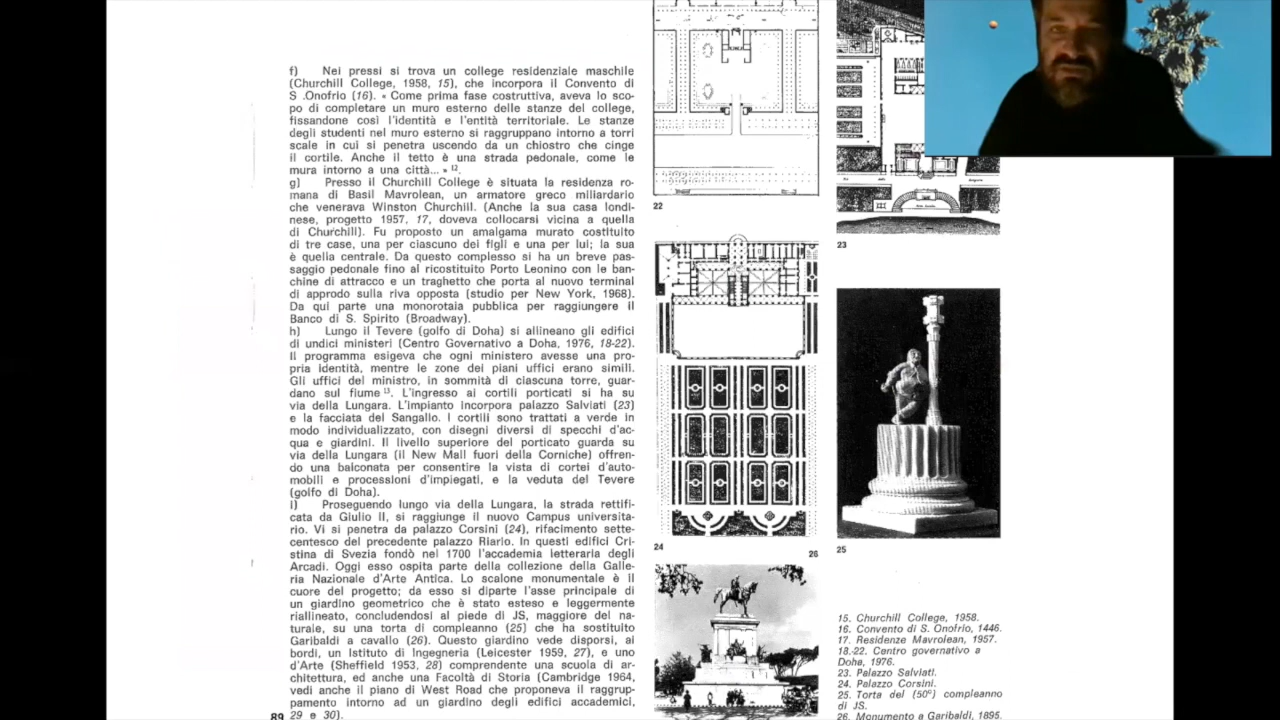 f) Nei pressi si trova un college residenziale maschile
(Churchill College, 1958, 15), che incorpora il Convento di
S .Onofrio (16). « Come prima fase costruttiva, aveva lo sco-
po di completare un muro esterno delle stanze del college,
fissandone così l'identità e l'entità territoriale. Le stanze
degli studenti nel muro esterno si raggruppano intorno a torri
scale in cui si penetra uscendo da un chiostro che cinge
il cortile. Anche il tetto è una strada pedonale, come le
mura intorno a una città... » 12.
g) Presso il Churchill College è situata la residenza ro-
mana di Basil Mavrolean, un armatore greco miliardario
che venerava Winston Churchill. (Anche la sua casa londi-
nese, progetto 1957, 17, doveva collocarsi vicina a quella
di Churchill). Fu proposto un amalgama murato costituito
di tre case, una per ciascuno dei figli e una per lui; la sua
è quella centrale. Da questo complesso si ha un breve pas-
saggio pedonale fino al ricostituito Porto Leonino con le ban-
chine di attracco e un traghetto che porta al nuovo terminal
di approdo sulla riva opposta (studio per New York, 1968).
Da qui parte una monorotaia pubblica per raggiungere il
Banco di S. Spirito (Broadway).
h) Lungo il Tevere (golfo di Doha) si allineano gli edifici
di undici ministeri (Centro Governativo a Doha, 1976, 18-22).
Il programma esigeva che ogni ministero avesse una pro-
pria identità, mentre le zone dei piani uffici erano simili.
Gli uffici del ministro, in sommità di ciascuna torre, guar-
dano sul fiume 13. L'ingresso ai cortili porticati si ha su
via della Lungara. L'impianto incorpora palazzo Salviati (23)
e la facciata del Sangallo. I cortili sono trattati a verde in
modo individualizzato, con disegni diversi di specchi d'ac-
qua e giardini. Il livello superiore del porticato guarda su
via della Lungara (il New Mall fuori della Corniche) offren-
do una balconata per consentire la vista di cortei d'auto-
mobili e processioni d'impiegati, e la veduta del Tevere
(golfo di Doha).
i) Proseguendo lungo via della Lungara, la strada rettifi-
cata da Giulio II, si raggiunge il nuovo Campus universita-
rio. Vi si penetra da palazzo Corsini (24), rifacimento sette-
centesco del precedente palazzo Riario. In questi edifici Cri-
stina di Svezia fondò nel 1700 l'accademia letteraria degli
Arcadi. Oggi esso ospita parte della collezione della Galle-
ria Nazionale d'Arte Antica. Lo scalone monumentale è il
cuore del progetto; da esso si diparte l'asse principale di
un giardino geometrico che è stato esteso e leggermente
riallineato, concludendosi al piede di JS, maggiore del na-
turale, su una torta di compleanno (25) che ha sostituito
Garibaldi a cavallo (26). Questo giardino vede disporsi, ai
bordi, un Istituto di Ingegneria (Leicester 1959, 27), e uno
d'Arte (Sheffield 1953, 28) comprendente una scuola di ar-
chitettura, ed anche una Facoltà di Storia (Cambridge 1964,
vedi anche il piano di West Road che proponeva il raggrup-
pamento intorno ad un giardino degli edifici accademici,
29 e 30).
89
22
23
24
26
25
15. Churchill College, 1958.
16. Convento di S. Onofrio, 1446.
17. Residenze Mavrolean, 1957.
18.-22. Centro governativo a
Doha, 1976.
23. Palazzo Salviati.
24. Palazzo Corsini.
25. Torta del (50º) compleanno
di JS.
26. Monumento a Garibaldi, 1895.